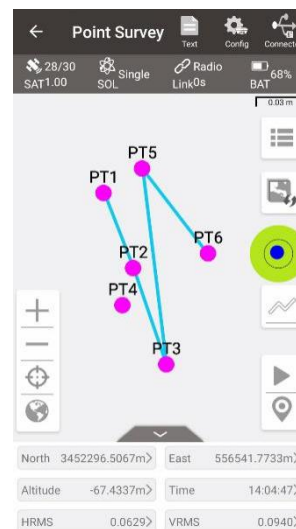 Point Survey
Text
Config
Connecto
28/30
SAT1.00
Single
SOL
Radio
Link0s
68%
BAT
0.03 m
PT5
PT1
PT6
PT2
PT4
PT3
North 3452296.5067m>
East 556541.7733m>
Altitude -67.4337m>
Time 14:04:47>
HRMS 0.0629>
VRMS 0.0940>